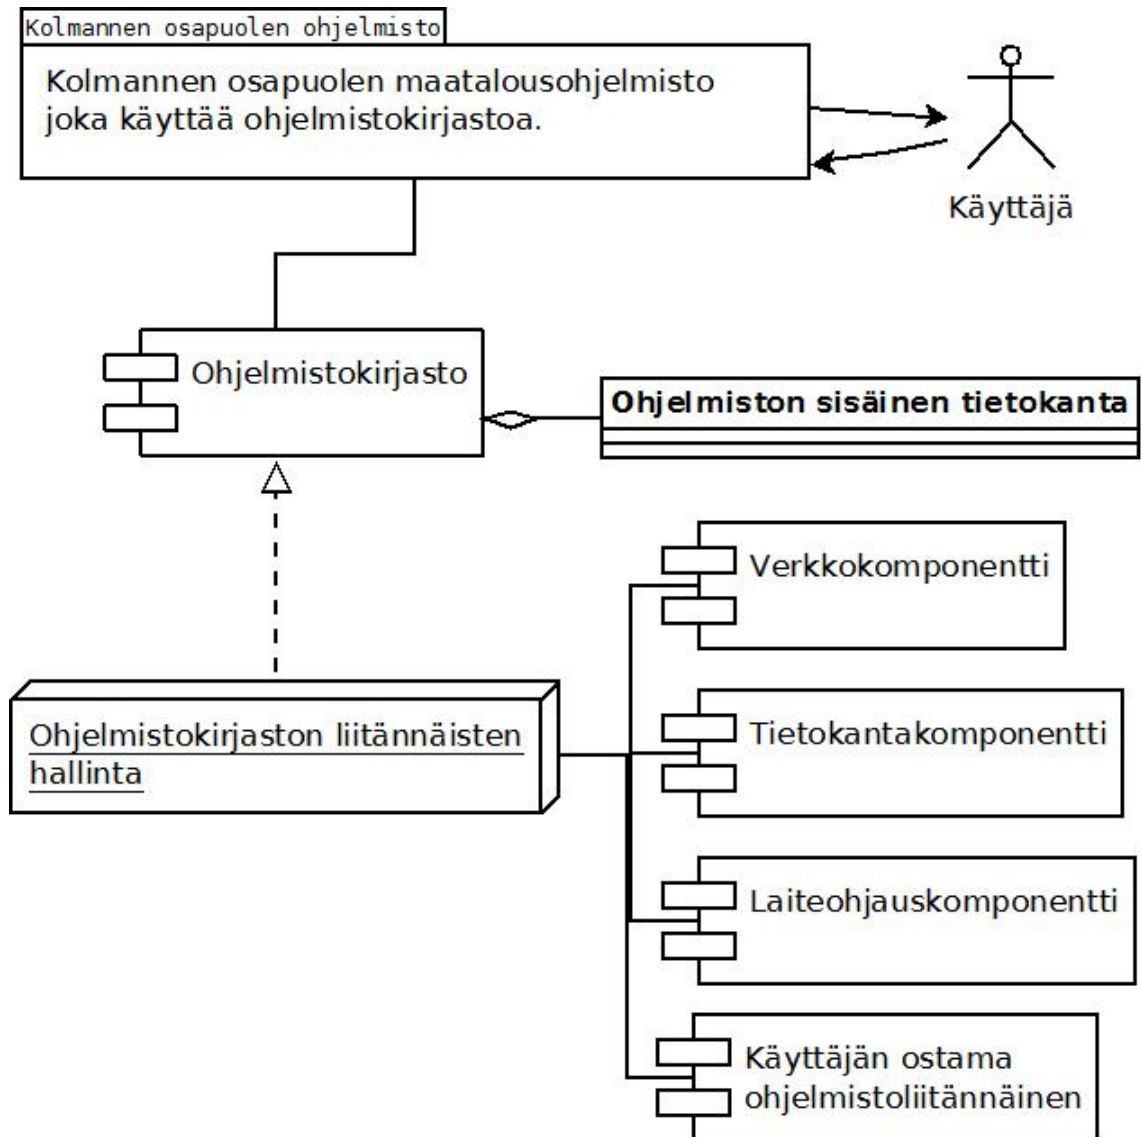 Kolmannen osapuolen ohjelmisto
Kolmannen osapuolen maatalousohjelmisto
joka käyttää ohjelmistokirjastoa.
Käyttäjä
Ohjelmistokirjasto
Ohjelmiston sisäinen tietokanta
Verkkokomponentti
Ohjelmistokirjaston liitännäisten
hallinta
Tietokantakomponentti
Laiteohjauskomponentti
Käyttäjän ostama
ohjelmistoliitännäinen